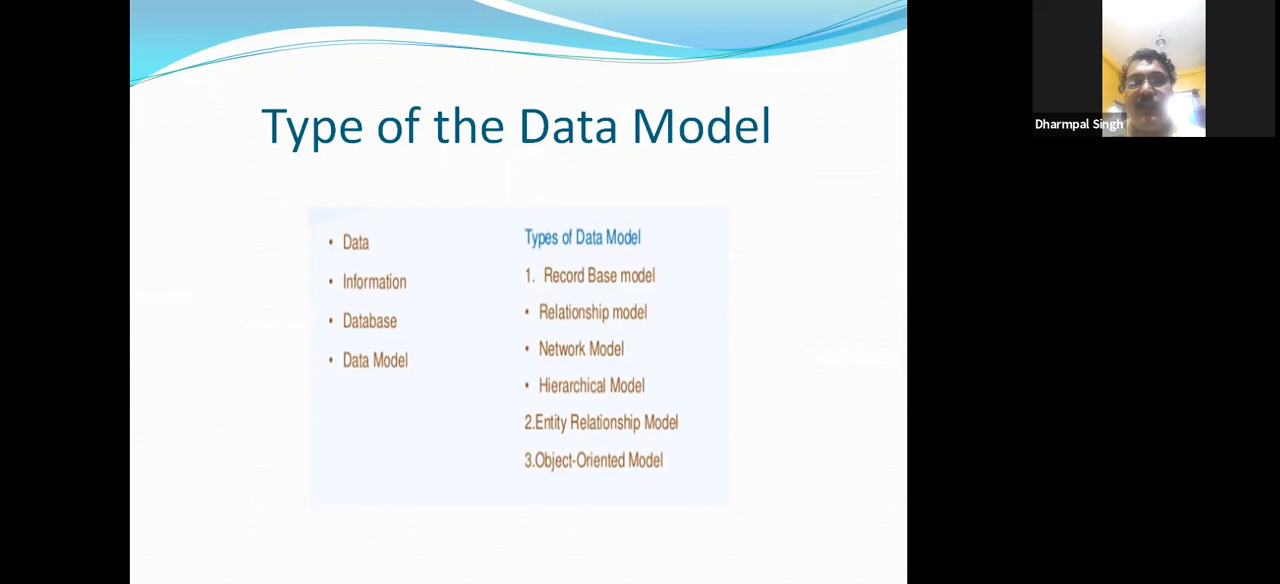 Type of the Data Model
• Data
• Information
• Database
• Data Model
Types of Data Model
1. Record Base model
• Relationship model
• Network Model
• Hierarchical Model
2.Entity Relationship Model
3.Object-Oriented Model
Dharmpal Singh